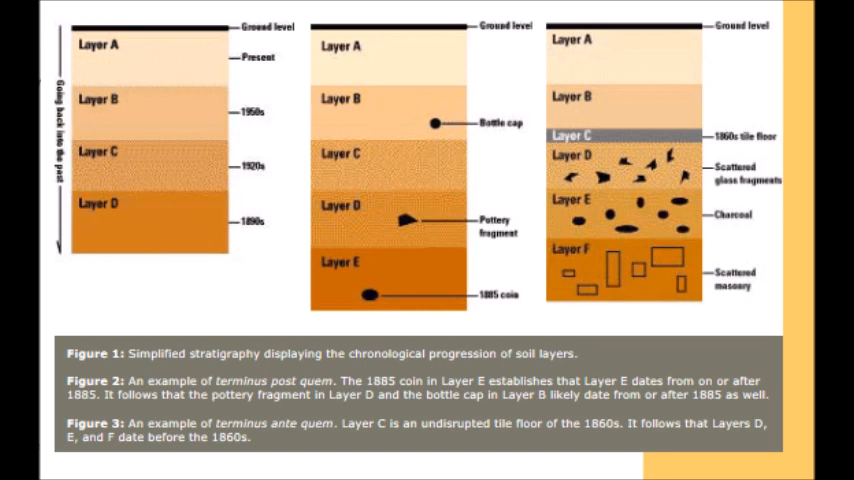 Ground level
Layer A
Present
Layer B
1950s
Layer C
1920s
Layer D
1890s
Going back into the past
Ground level
Layer A
Layer B
Bottle cap
Layer C
Layer D
Pottery
fragment
Layer E
1885 coin
Ground level
Layer A
Layer B
Layer C
1860s tile floor
Layer D
Scattered
glass fragments
Layer E
Charcoal
Layer F
Scattered
masonry
Figure 1: Simplified stratigraphy displaying the chronological progression of soil layers.
Figure 2: An example of terminus post quem. The 1885 coin in Layer E establishes that Layer E dates from on or after
1885. It follows that the pottery fragment in Layer D and the bottle cap in Layer B likely date from or after 1885 as well.
Figure 3: An example of terminus ante quem. Layer C is an undisrupted tile floor of the 1860s. It follows that Layers D,
E, and F date before the 1860s.